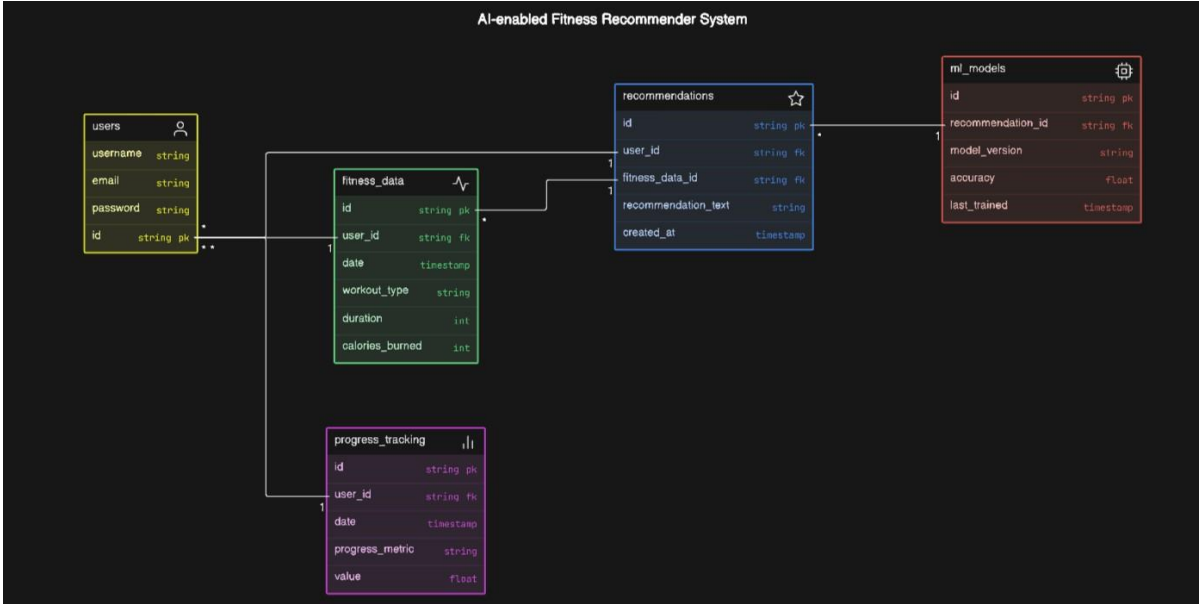 AI-enabled Fitness Recommender System
users
username string
email string
password string
id string pk
*
* *
fitness_data
id string pk
*
user_id string fk
1
date timestamp
workout_type string
duration int
calories_burned int
progress_tracking
id string pk
user_id string fk
1
date timestamp
progress_metric string
value float
recommendations
id string pk
*
user_id string fk
1
fitness_data_id string fk
1
recommendation_text string
created_at timestamp
ml_models
id string pk
recommendation_id string fk
1
model_version string
accuracy float
last_trained timestamp